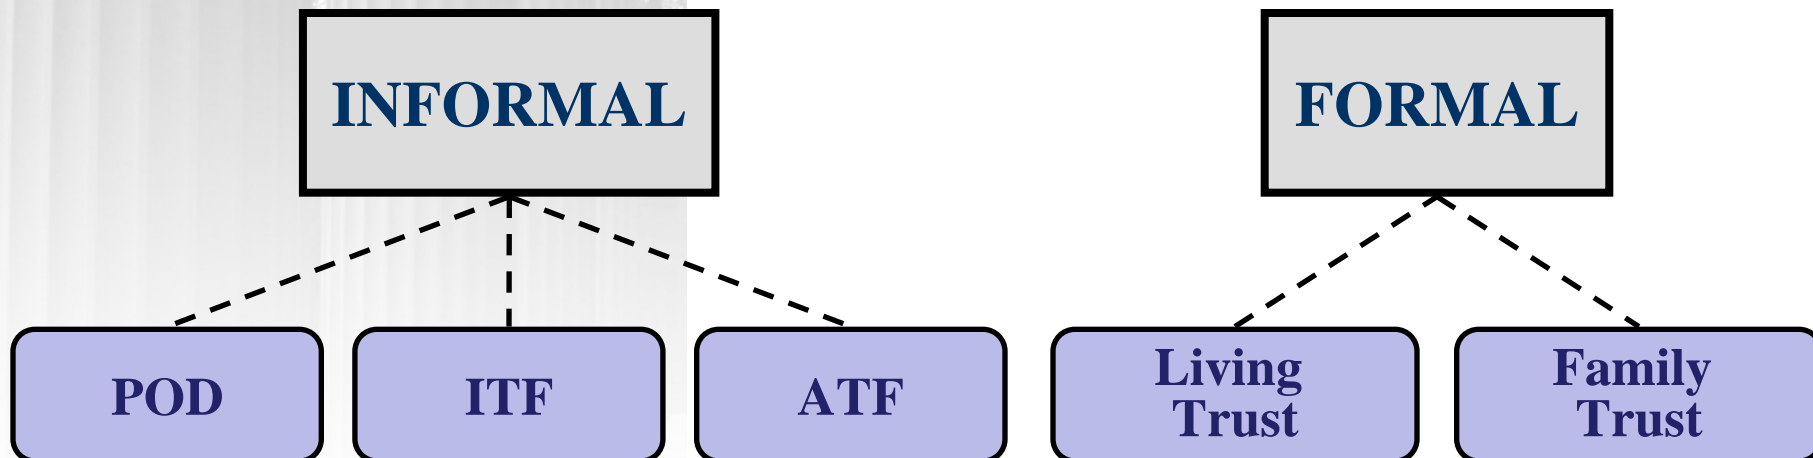 INFORMAL
FORMAL
POD
ITF
ATF
Living
Trust
Family
Trust